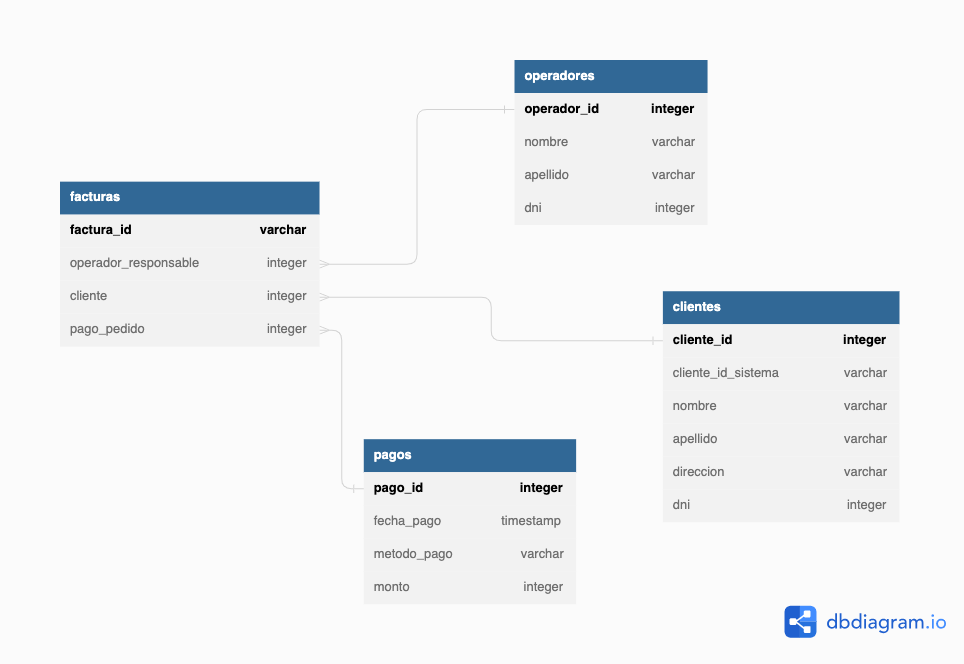 operadores
operador_id integer
nombre varchar
apellido varchar
dni integer
facturas
factura_id varchar
operador_responsable integer
cliente integer
pago_pedido integer
clientes
cliente_id integer
cliente_id_sistema varchar
nombre varchar
apellido varchar
direccion varchar
dni integer
pagos
pago_id integer
fecha_pago timestamp
metodo_pago varchar
monto integer
dbdiagram.io